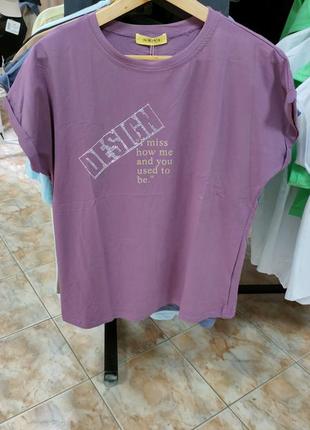 DESIGN
"I miss
how me
and you
used to
be."